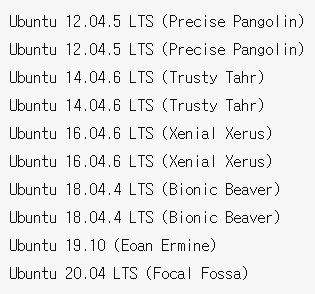 Ubuntu 12.04.5 LTS (Precise Pangolin)
Ubuntu 12.04.5 LTS (Precise Pangolin)
Ubuntu 14.04.6 LTS (Trusty Tahr)
Ubuntu 14.04.6 LTS (Trusty Tahr)
Ubuntu 16.04.6 LTS (Xenial Xerus)
Ubuntu 16.04.6 LTS (Xenial Xerus)
Ubuntu 18.04.4 LTS (Bionic Beaver)
Ubuntu 18.04.4 LTS (Bionic Beaver)
Ubuntu 19.10 (Eoan Ermine)
Ubuntu 20.04 LTS (Focal Fossa)